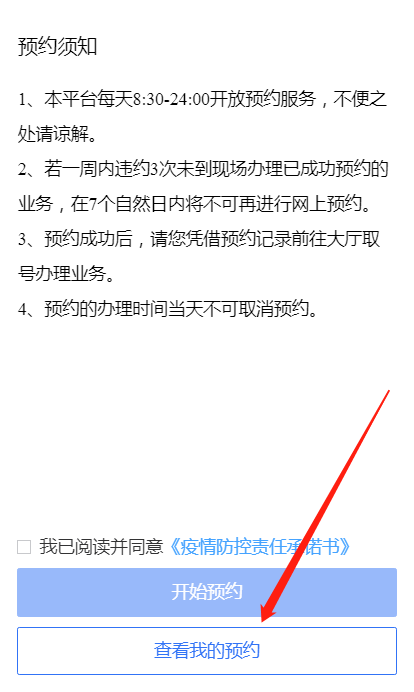 预约须知
1、本平台每天8:30-24:00开放预约服务，不便之
处请谅解。
2、若一周内违约3次未到现场办理已成功预约的
业务，在7个自然日内将不可再进行网上预约。
3、预约成功后，请您凭借预约记录前往大厅取
号办理业务。
4、预约的办理时间当天不可取消预约。
我已阅读并同意《疫情防控责任承诺书》
开始预约
查看我的预约